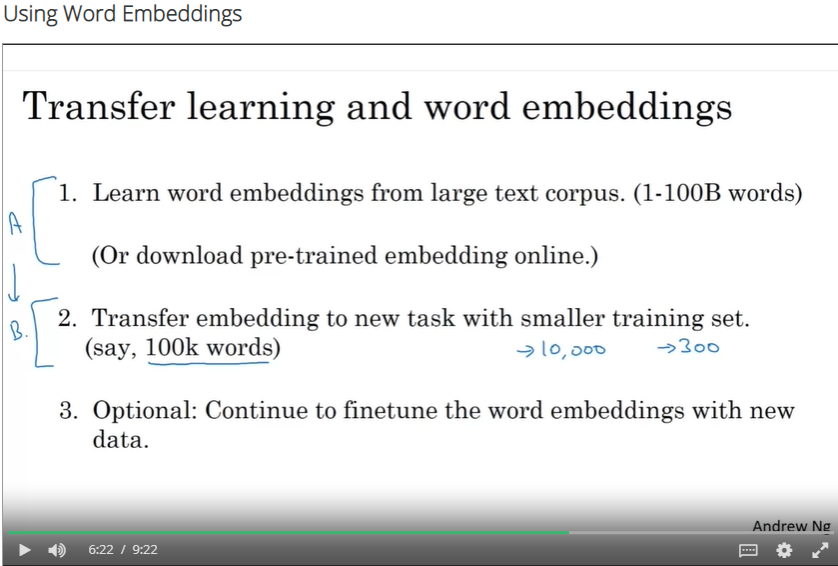 Using Word Embeddings
Transfer learning and word embeddings
1. Learn word embeddings from large text corpus. (1-100B words)
A
(Or download pre-trained embedding online.)
2. Transfer embedding to new task with smaller training set.
B.
(say, 100k words) →10,000 →300
3. Optional: Continue to finetune the word embeddings with new
data.
Andrew Ng
6:22 / 9:22